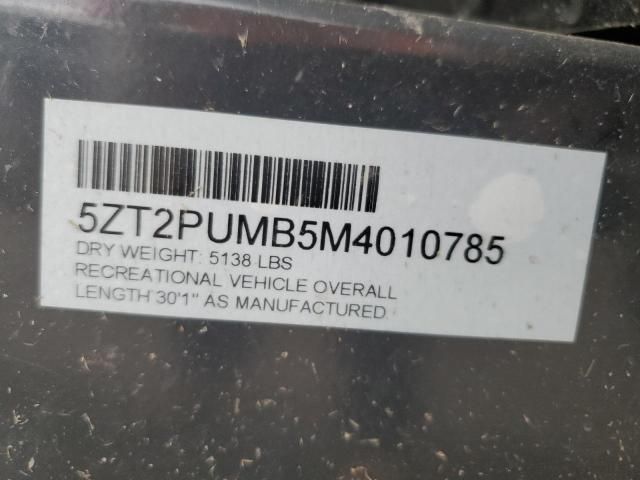 5ZT2PUMB5M4010785
DRY WEIGHT: 5138 LBS
RECREATIONAL VEHICLE OVERALL
LENGTH 30'1" AS MANUFACTURED